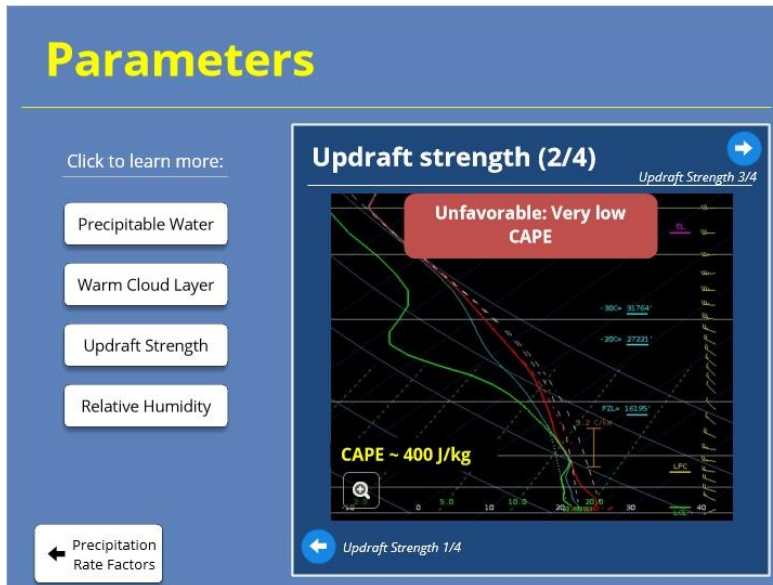 Parameters
Click to learn more:
Precipitable Water
Warm Cloud Layer
Updraft Strength
Relative Humidity
Precipitation
Rate Factors
Updraft strength (2/4)
Updraft Strength 3/4
Unfavorable: Very low
CAPE
EL
-30C= 31764'
-20C= 27221'
FZL= 16195'
LFC
CAPE ~ 400 J/kg
5.0 10.0 20.0
0 10 20 30 40
LCL
Updraft Strength 1/4